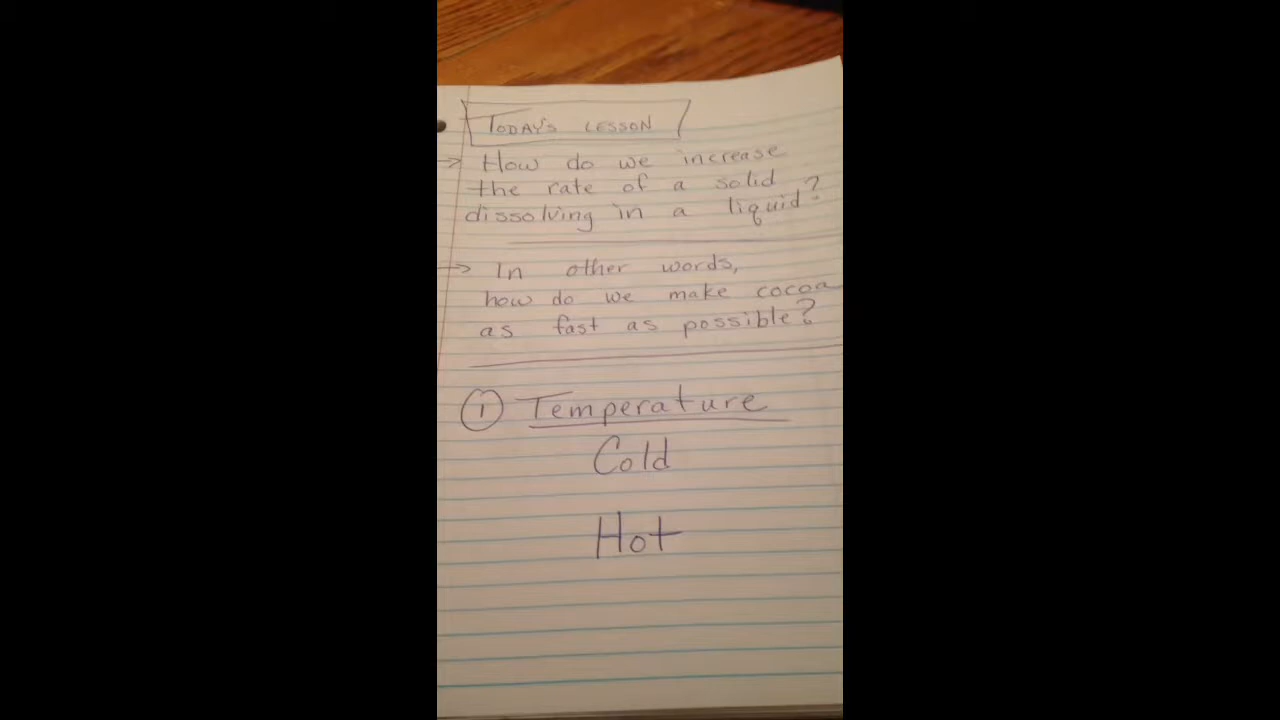 TODAY'S LESSON
→ How do we increase
the rate of a solid
dissolving in a liquid?
→ In other words,
how do we make cocoa
as fast as possible?
① Temperature
Cold
Hot